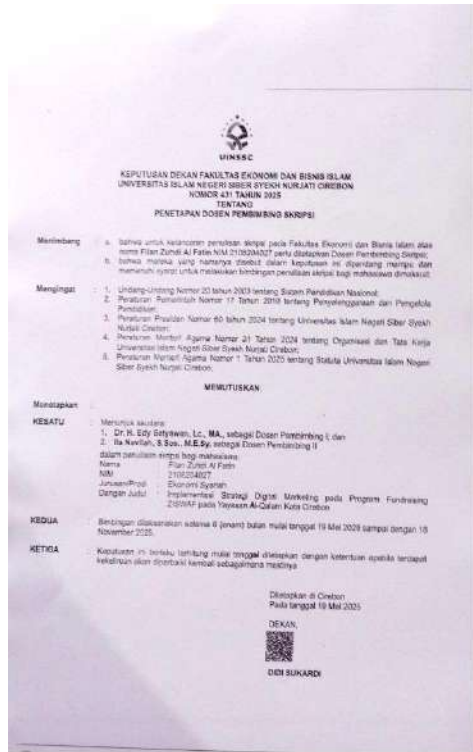 UINSSC
KEPUTUSAN DEKAN FAKULTAS EKONOMI DAN BISNIS ISLAM
UNIVERSITAS ISLAM NEGERI SIBER SYEKH NURJATI CIREBON
NOMOR 431 TAHUN 2025
TENTANG
PENETAPAN DOSEN PEMBIMBING SKRIPSI
Menimbang : a. bahwa untuk kelancaran penulisan skripsi pada Fakultas Ekonomi dan Bisnis Islam atas
nama Filan Zuhdi Al Fatin NIM 2108204027 perlu ditetapkan Dosen Pembimbing Skripsi;
b. bahwa mereka yang namanya disebut dalam keputusan ini dipandang mampu dan
memenuhi syarat untuk melakukan bimbingan penulisan skripsi bagi mahasiswa dimaksud;
Mengingat : 1. Undang-Undang Nomor 20 tahun 2003 tentang Sistem Pendidikan Nasional;
2. Peraturan Pemerintah Nomor 17 Tahun 2010 tentang Penyelenggaraan dan Pengelola
Pendidikan;
3. Peraturan Presiden Nomor 60 tahun 2024 tentang Universitas Islam Negeri Siber Syekh
Nurjati Cirebon;
4. Peraturan Menteri Agama Nomor 31 Tahun 2024 tentang Organisasi dan Tata Kerja
Universitas Islam Negeri Siber Syekh Nurjati Cirebon;
5. Peraturan Menteri Agama Nomor 1 Tahun 2025 tentang Statuta Universitas Islam Negeri
Siber Syekh Nurjati Cirebon;
MEMUTUSKAN
Menetapkan :
KESATU : Menunjuk saudara:
1. Dr. H. Edy Setyawan, Lc., MA., sebagai Dosen Pembimbing I; dan
2. Ila Navilah, S.Sos., M.E.Sy, sebagai Dosen Pembimbing II
dalam penulisan skripsi bagi mahasiswa:
Nama : Filan Zuhdi Al Fatin
NIM : 2108204027
Jurusan/Prodi : Ekonomi Syariah
Dengan Judul : Implementasi Strategi Digital Marketing pada Program Fundraising
ZISWAF pada Yayasan Al-Qalam Kota Cirebon
KEDUA : Bimbingan dilaksanakan selama 6 (enam) bulan mulai tanggal 19 Mei 2025 sampai dengan 18
November 2025.
KETIGA : Keputusan ini berlaku terhitung mulai tanggal ditetapkan dengan ketentuan apabila terdapat
kekeliruan akan diperbaiki kembali sebagaimana mestinya
Ditetapkan di Cirebon
Pada tanggal 19 Mei 2025
DEKAN,
DIDI SUKARDI